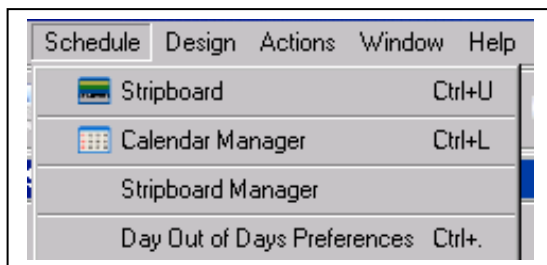 Schedule Design Actions Window Help
Stripboard Ctrl+U
Calendar Manager Ctrl+L
Stripboard Manager
Day Out of Days Preferences Ctrl+.